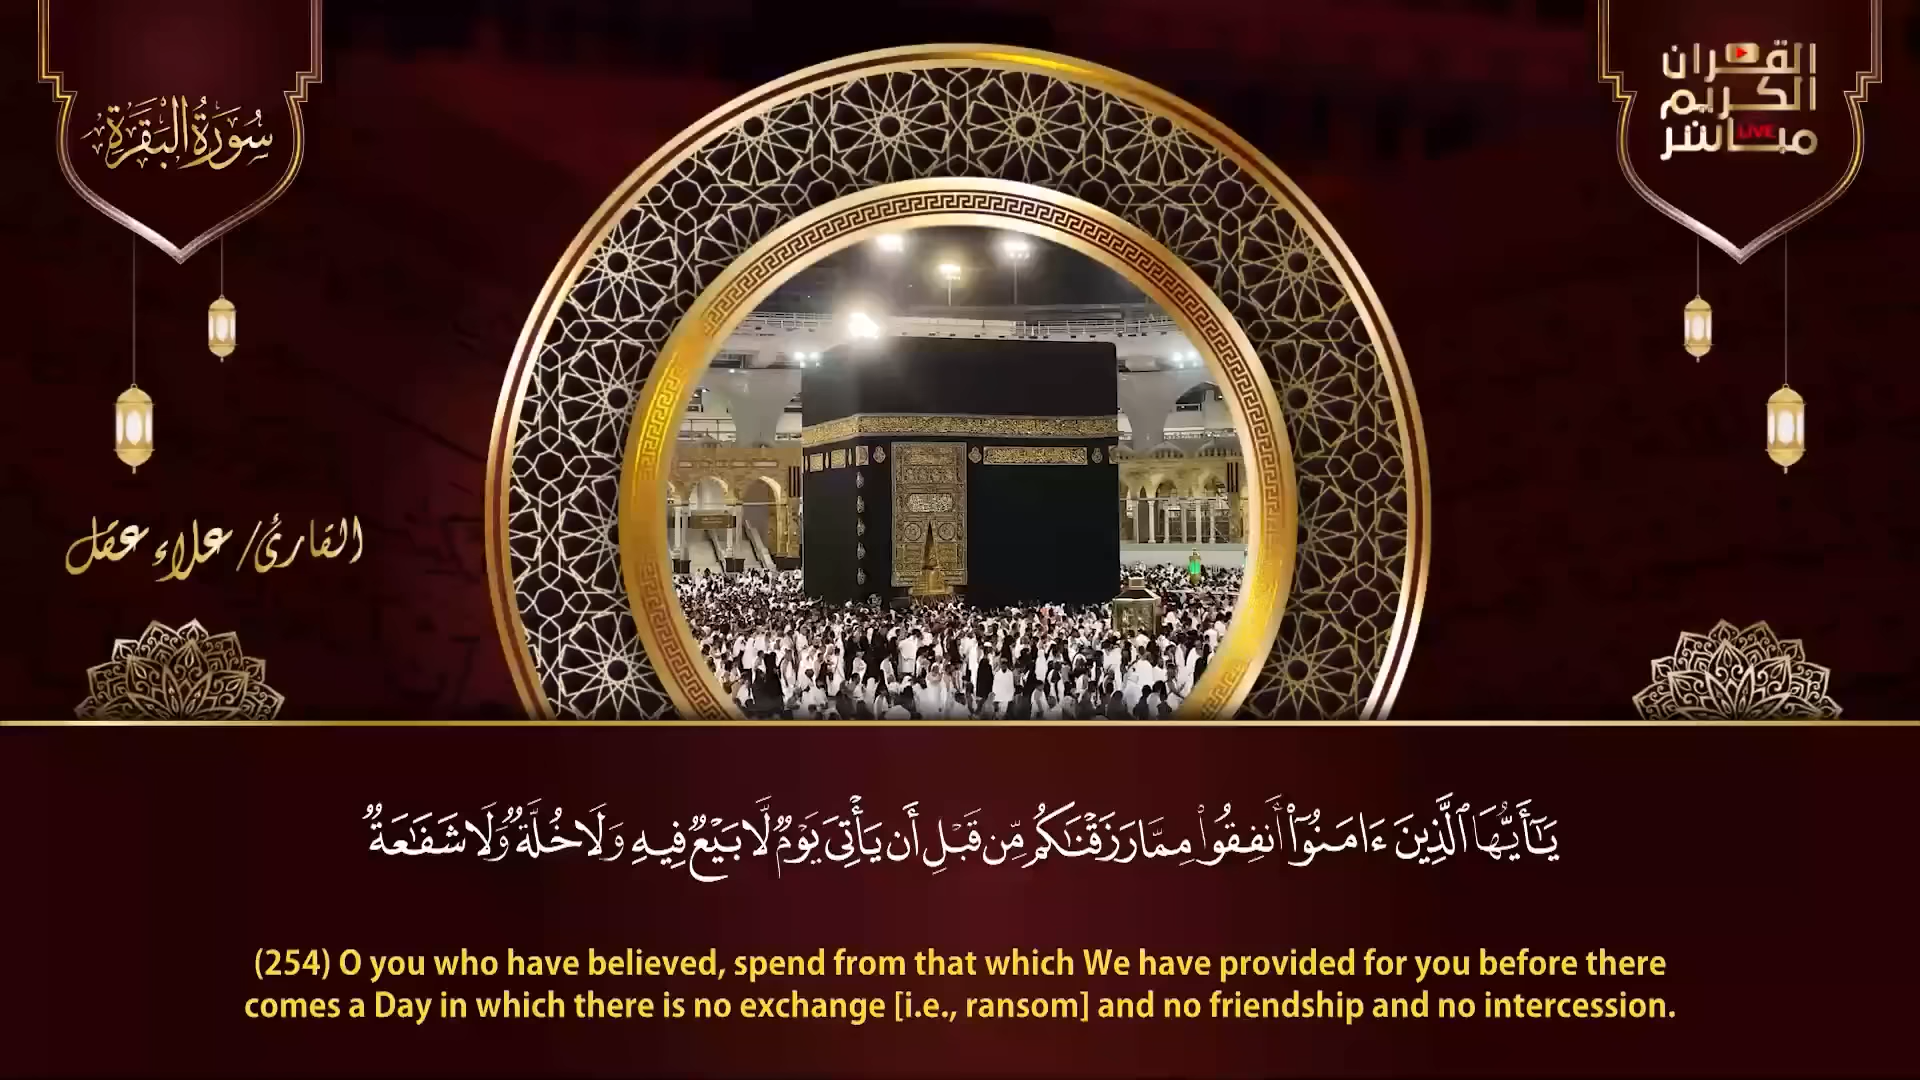 سُورَةُ البَقَرَةِ
القران
الكريم
مباشر
LIVE
القارئ/ علاء عقل
يَـٰٓأَيُّهَا ٱلَّذِينَ ءَامَنُوٓا۟ أَنفِقُوا۟ مِمَّا رَزَقْنَـٰكُم مِّن قَبْلِ أَن يَأْتِىَ يَوْمٌ لَّا بَيْعٌ فِيهِ وَلَا خُلَّةٌ وَلَا شَفَـٰعَةٌ
(254) O you who have believed, spend from that which We have provided for you before there
comes a Day in which there is no exchange [i.e., ransom] and no friendship and no intercession.